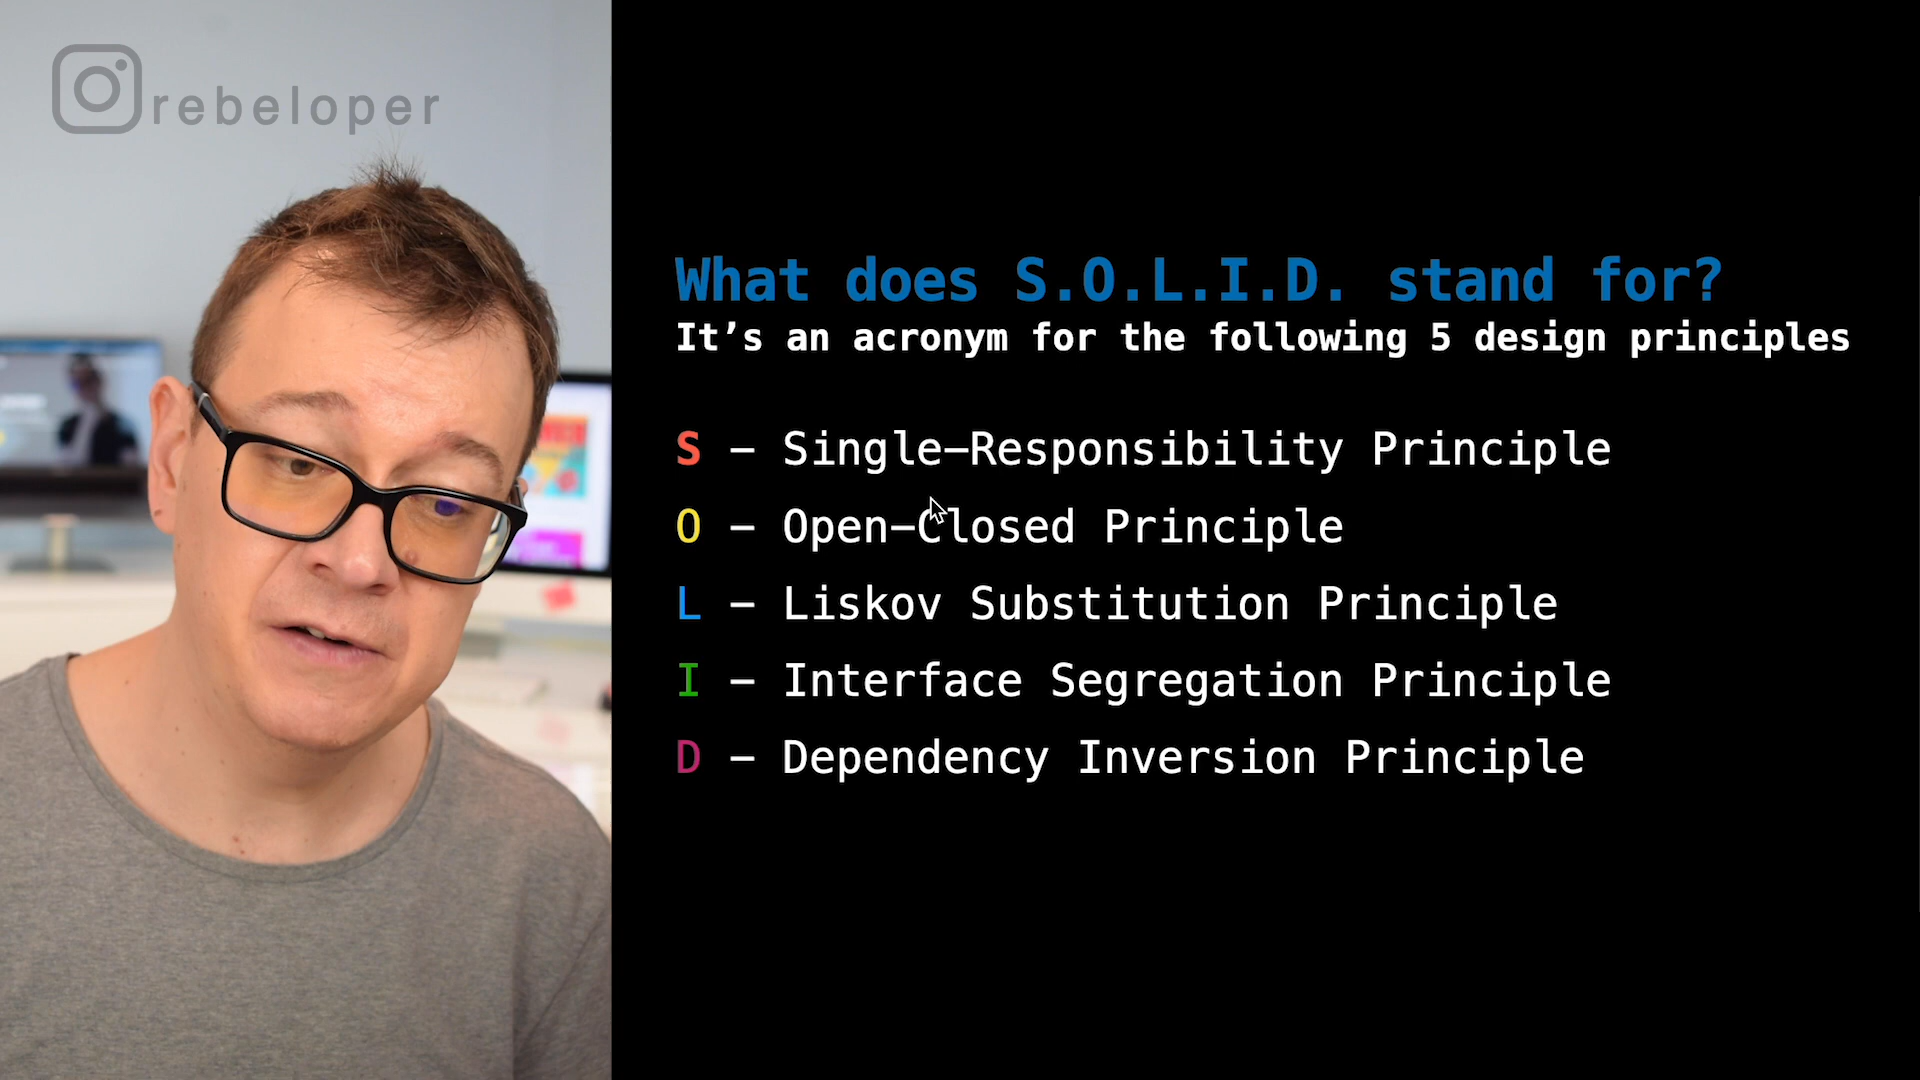 rebeloper
What does S.O.L.I.D. stand for?
It’s an acronym for the following 5 design principles
S – Single–Responsibility Principle
O – Open–Closed Principle
L – Liskov Substitution Principle
I – Interface Segregation Principle
D – Dependency Inversion Principle